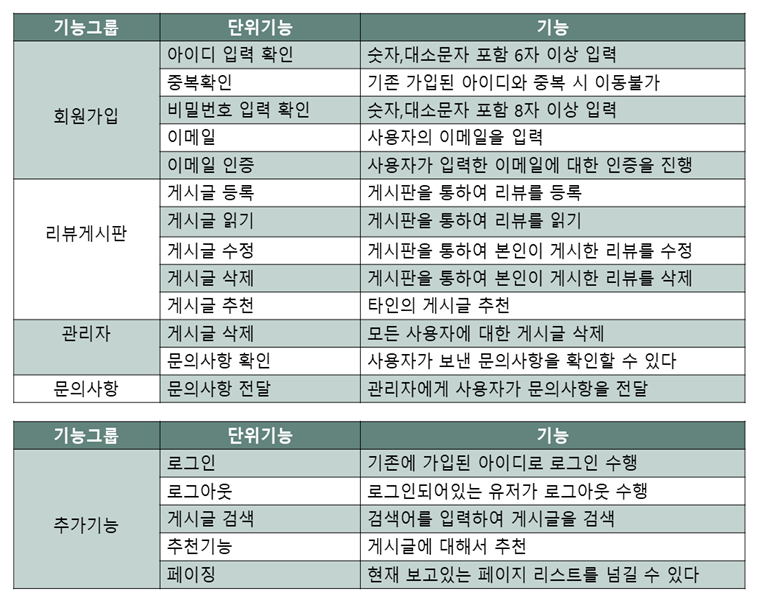 기능그룹 단위기능 기능
회원가입 아이디 입력 확인 숫자,대소문자 포함 6자 이상 입력
중복확인 기존 가입된 아이디와 중복 시 이동불가
비밀번호 입력 확인 숫자,대소문자 포함 8자 이상 입력
이메일 사용자의 이메일을 입력
이메일 인증 사용자가 입력한 이메일에 대한 인증을 진행
리뷰게시판 게시글 등록 게시판을 통하여 리뷰를 등록
게시글 읽기 게시판을 통하여 리뷰를 읽기
게시글 수정 게시판을 통하여 본인이 게시한 리뷰를 수정
게시글 삭제 게시판을 통하여 본인이 게시한 리뷰를 삭제
게시글 추천 타인의 게시글 추천
관리자 게시글 삭제 모든 사용자에 대한 게시글 삭제
문의사항 확인 사용자가 보낸 문의사항을 확인할 수 있다
문의사항 문의사항 전달 관리자에게 사용자가 문의사항을 전달
기능그룹 단위기능 기능
추가기능 로그인 기존에 가입된 아이디로 로그인 수행
로그아웃 로그인되어있는 유저가 로그아웃 수행
게시글 검색 검색어를 입력하여 게시글을 검색
추천기능 게시글에 대해서 추천
페이징 현재 보고있는 페이지 리스트를 넘길 수 있다